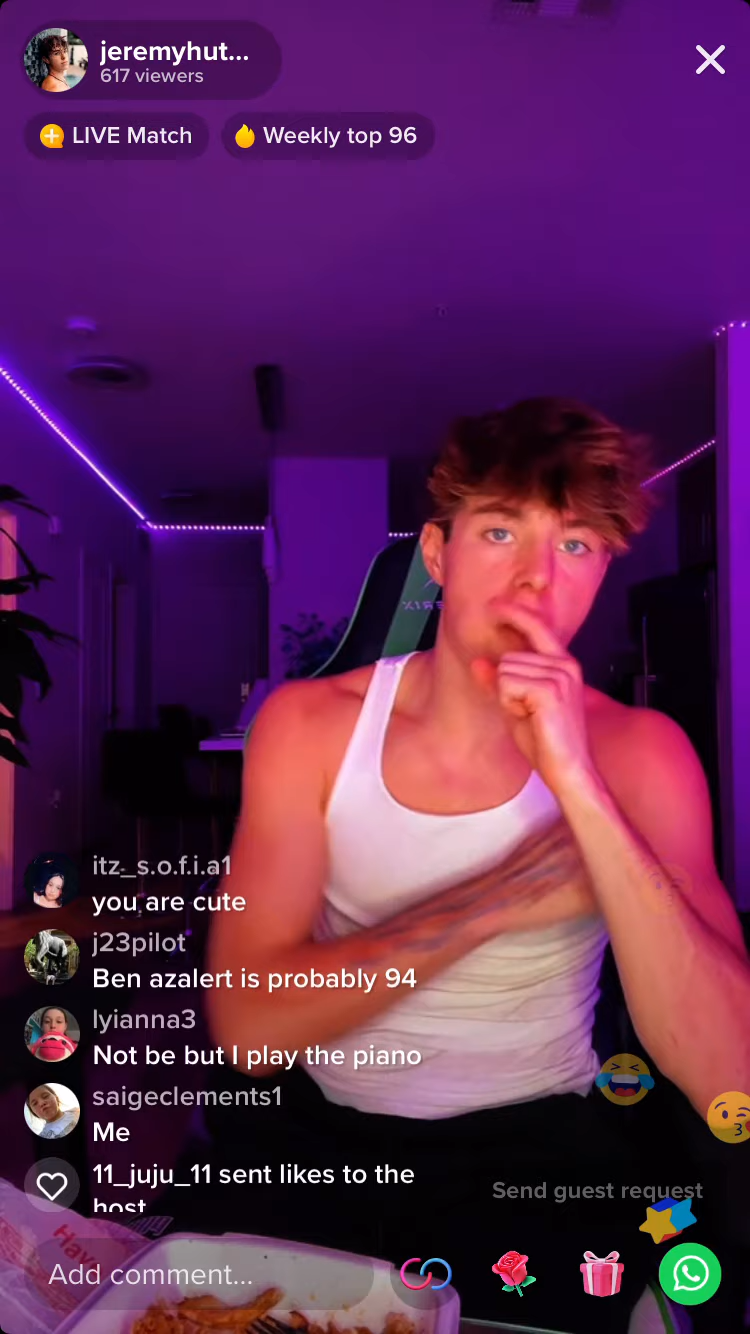 jeremyhut...
617 viewers
LIVE Match
Weekly top 96
itz_s.o.f.i.a1
you are cute
j23pilot
Ben azalert is probably 94
lyianna3
Not be but I play the piano
saigeclements1
Me
11_juju_11 sent likes to the
host
Send guest request
Add comment...